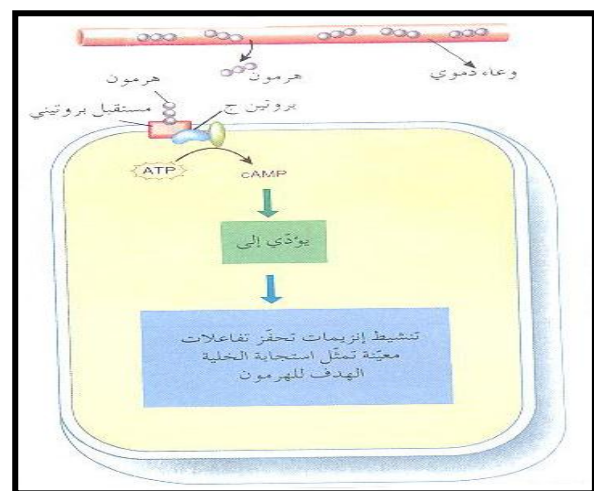 وعاء دموي
هرمون
هرمون
بروتين ج
مستقبل بروتيني
ATP
cAMP
يؤدّي إلى
تنشيط إنزيمات تحفّز تفاعلات
معيّنة تمثّل استجابة الخلية
الهدف للهرمون